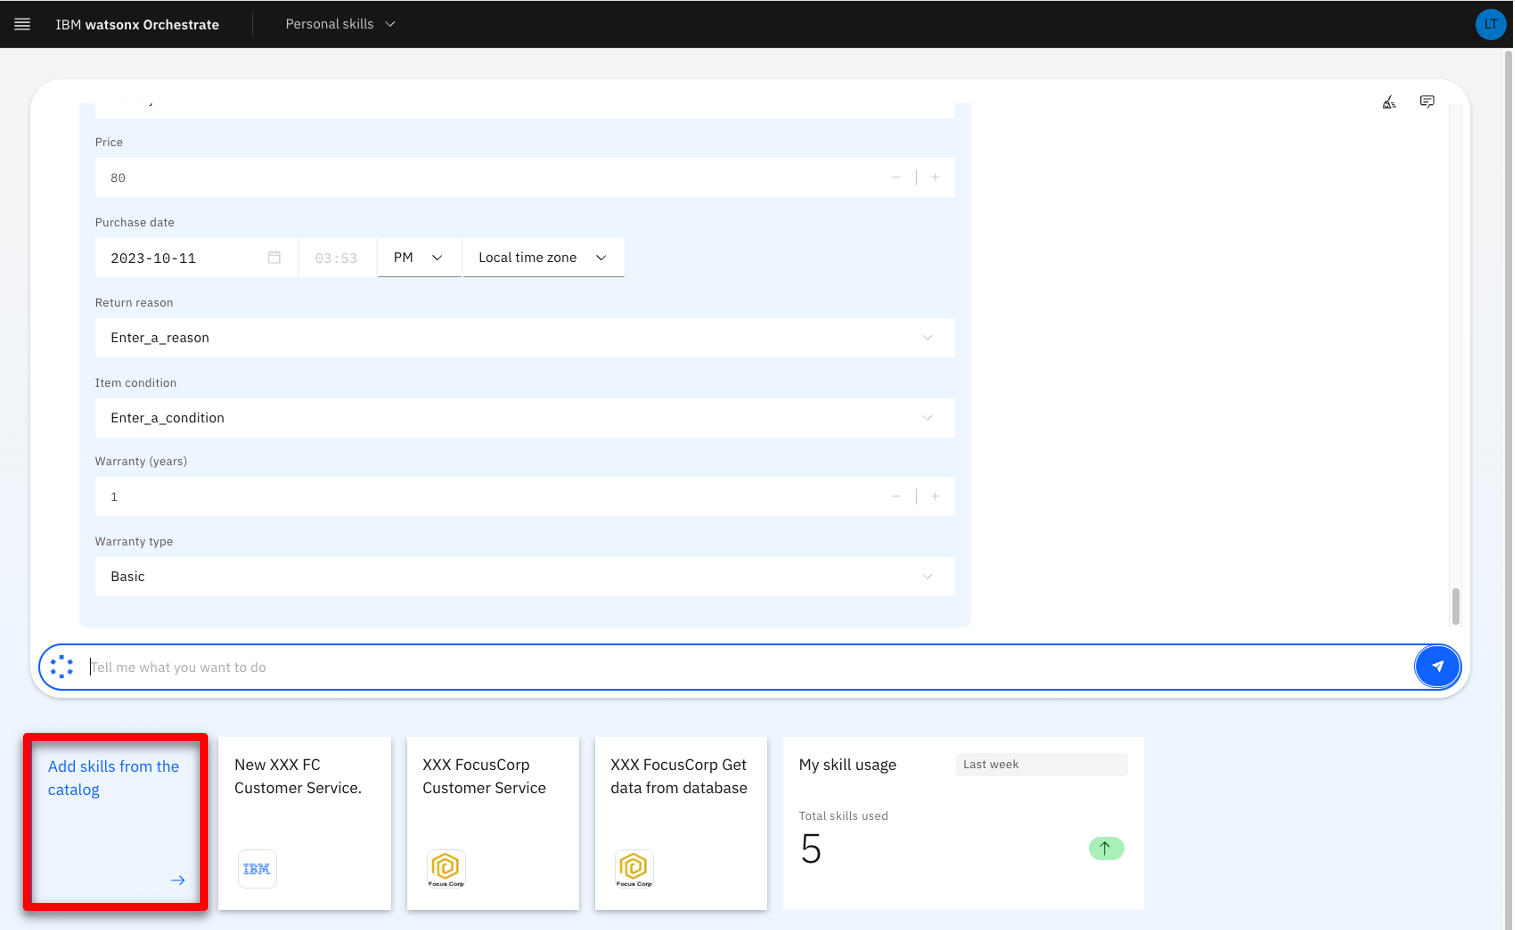 IBM watsonx Orchestrate
Personal skills
LT
Price
80
Purchase date
2023-10-11
03:53
PM
Local time zone
Return reason
Enter_a_reason
Item condition
Enter_a_condition
Warranty (years)
1
Warranty type
Basic
Tell me what you want to do
Add skills from the
catalog
New XXX FC
Customer Service.
IBM
XXX FocusCorp
Customer Service
Focus Corp
XXX FocusCorp Get
data from database
Focus Corp
My skill usage
Last week
Total skills used
5